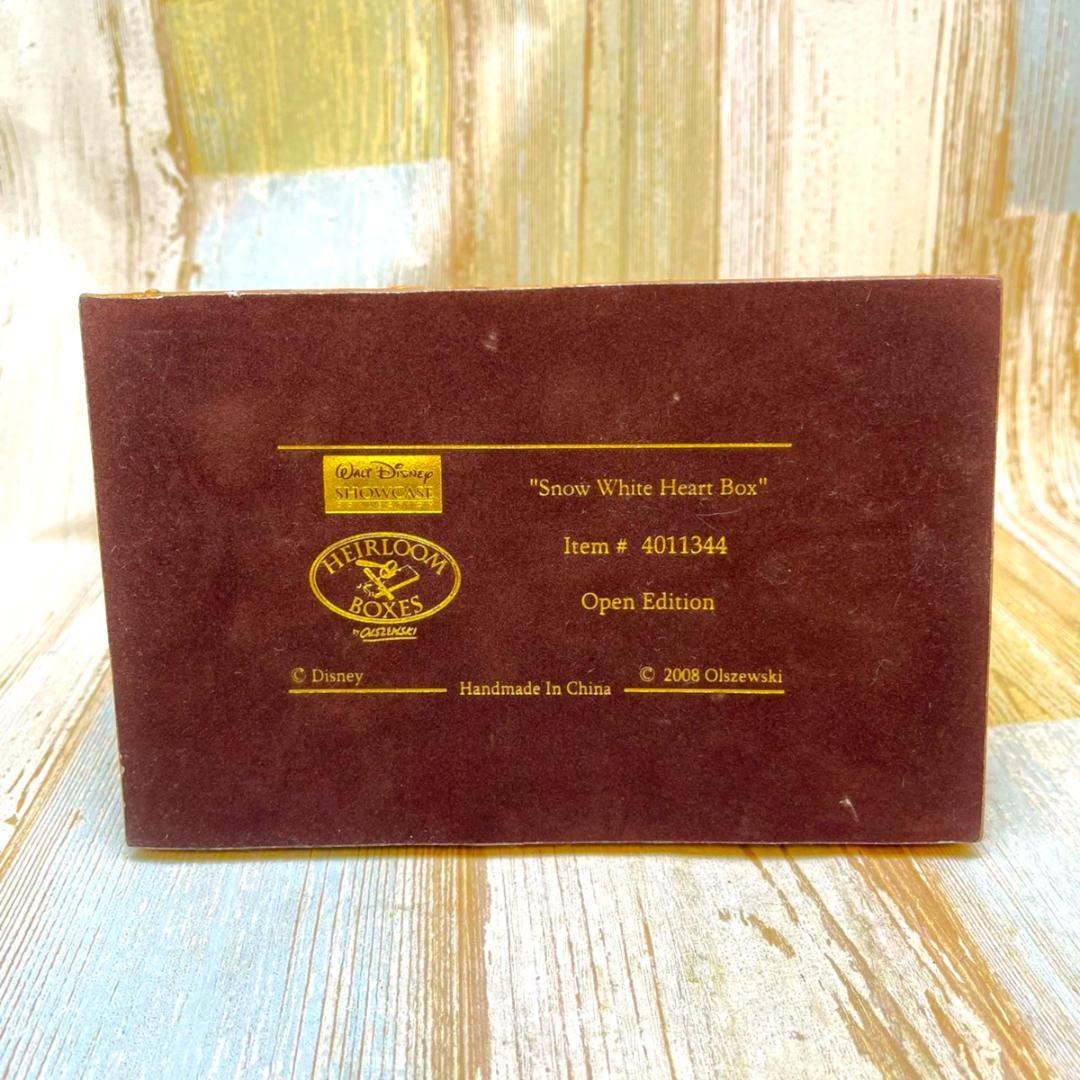 WALT DISNEY
SHOWCASE
COLLECTION
HEIRLOOM
BOXES
BY OLSZEWSKI
"Snow White Heart Box"
Item # 4011344
Open Edition
© Disney
Handmade In China
© 2008 Olszewski